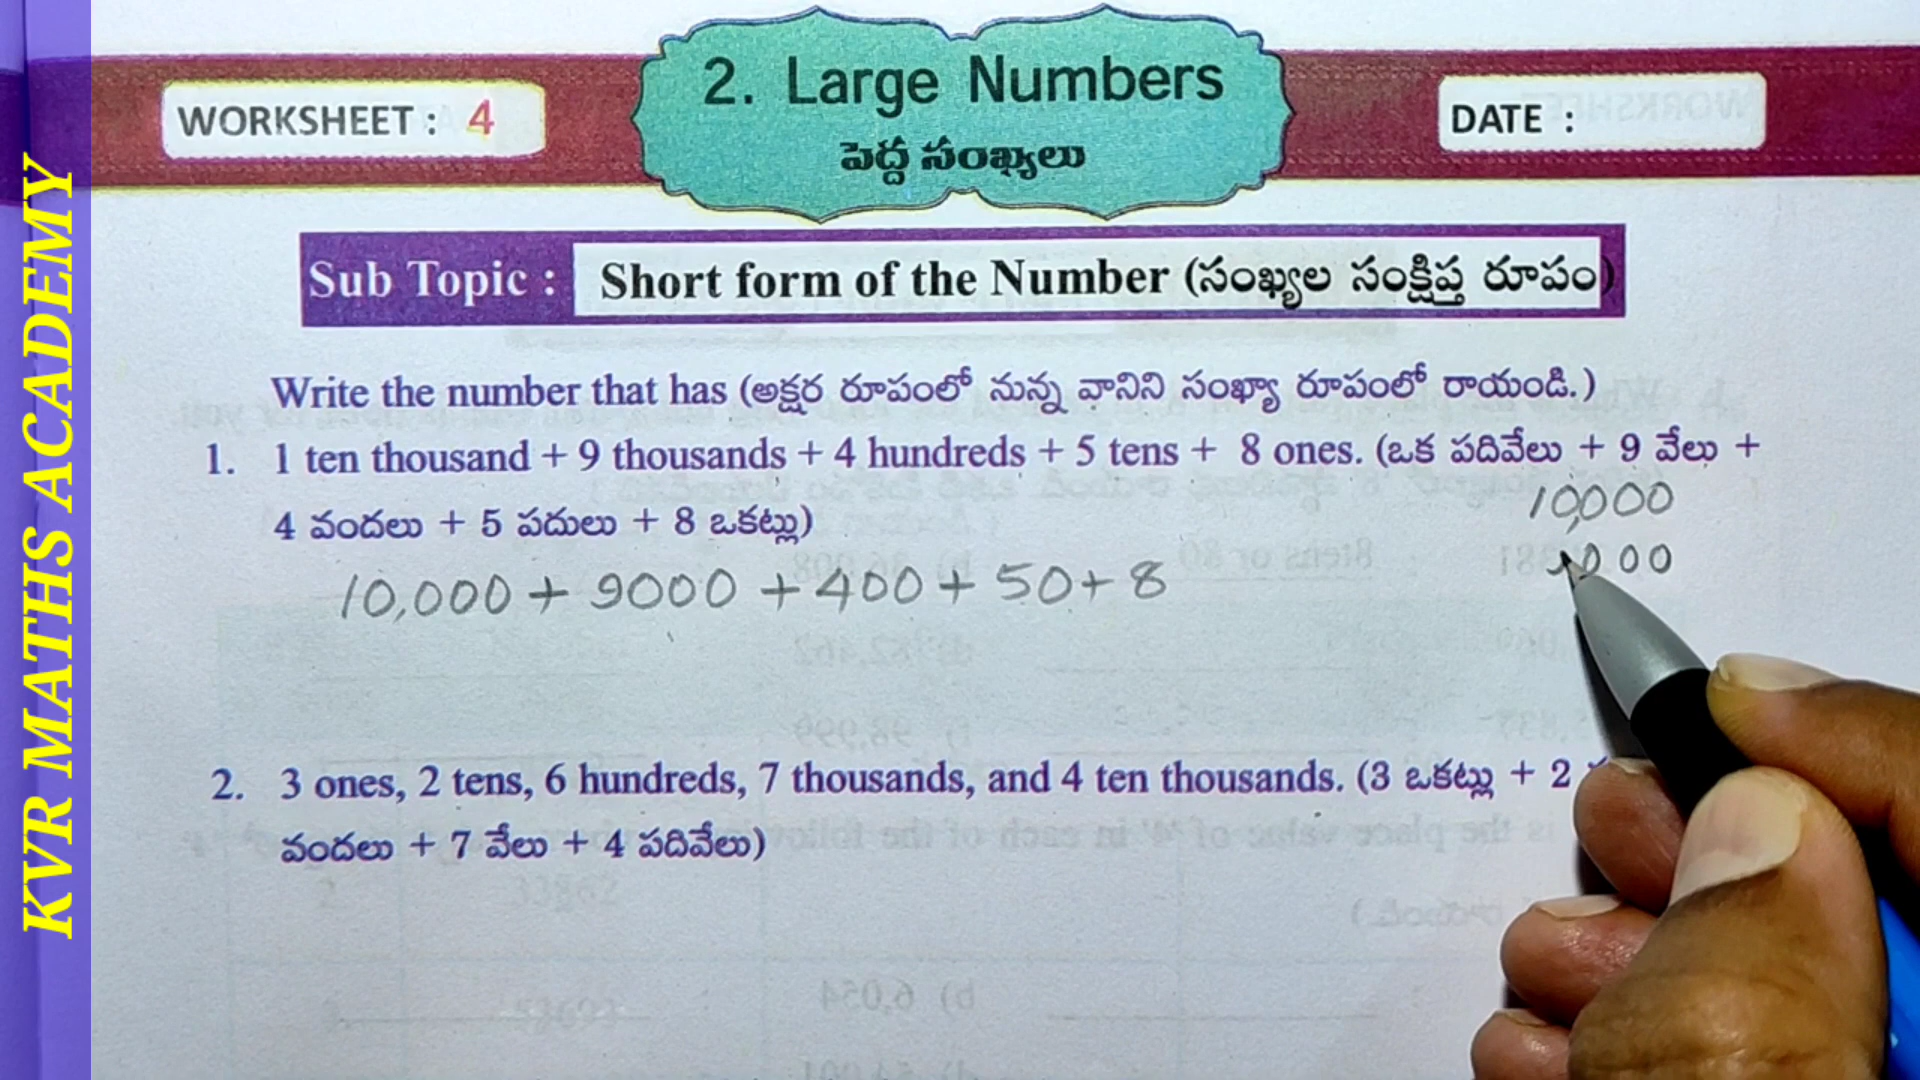 KVR MATHS ACADEMY
WORKSHEET : 4
2. Large Numbers
పెద్ద సంఖ్యలు
DATE :
Sub Topic : Short form of the Number (సంఖ్యల సంక్షిప్త రూపం)
Write the number that has (అక్షర రూపంలో నున్న వానిని సంఖ్యా రూపంలో రాయండి.)
1. 1 ten thousand + 9 thousands + 4 hundreds + 5 tens + 8 ones. (ఒక పదివేలు + 9 వేలు +
4 వందలు + 5 పదులు + 8 ఒకట్లు)
10,000
000
10,000 + 9000 + 400 + 50 + 8
2. 3 ones, 2 tens, 6 hundreds, 7 thousands, and 4 ten thousands. (3 ఒకట్లు + 2
వందలు + 7 వేలు + 4 పదివేలు)